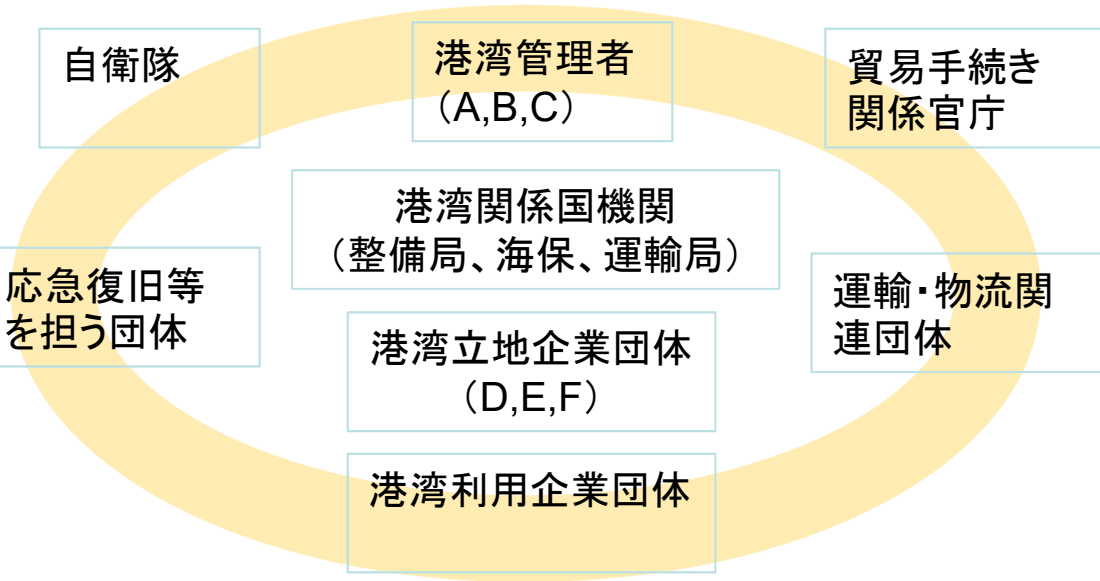 自衛隊
港湾管理者
（A,B,C）
貿易手続き
関係官庁
港湾関係国機関
（整備局、海保、運輸局）
応急復旧等
を担う団体
運輸・物流関
連団体
港湾立地企業団体
（D,E,F）
港湾利用企業団体